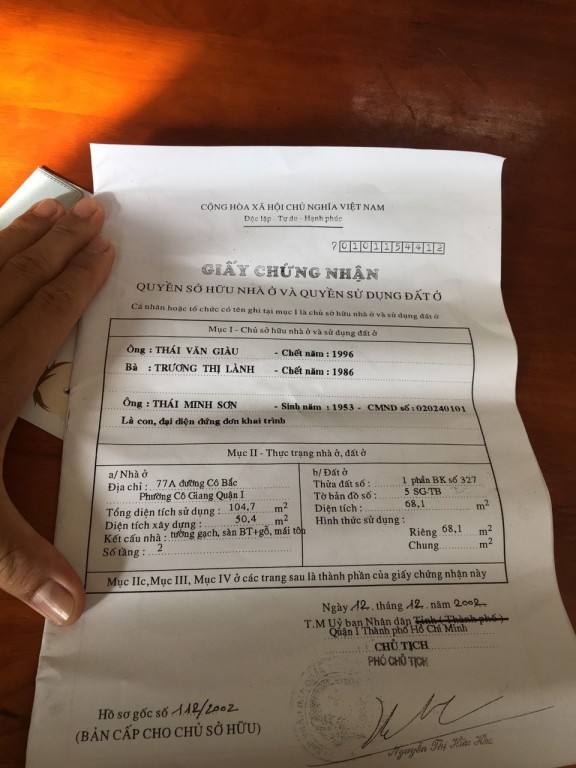 CỘNG HÒA XÃ HỘI CHỦ NGHĨA VIỆT NAM
Độc lập - Tự do - Hạnh phúc
7 0101154412
GIẤY CHỨNG NHẬN
QUYỀN SỞ HỮU NHÀ Ở VÀ QUYỀN SỬ DỤNG ĐẤT Ở
Cá nhân hoặc tổ chức có tên ghi tại mục I là chủ sở hữu nhà ở và sử dụng đất ở
Mục I - Chủ sở hữu nhà ở và sử dụng đất ở
Ông : THÁI VĂN GIÀU - Chết năm : 1996
Bà : TRƯƠNG THỊ LÀNH - Chết năm : 1986
Ông : THÁI MINH SƠN - Sinh năm : 1953 - CMND số : 020240101
Là con, đại diện đứng đơn khai trình
Mục II - Thực trạng nhà ở, đất ở
a/ Nhà ở
Địa chỉ : 77A đường Cô Bắc
Phường Cô Giang Quận I
Tổng diện tích sử dụng : 104,7 m2
Diện tích xây dựng : 50,4 m2
Kết cấu nhà : tường gạch, sàn BT+gỗ, mái tôn
Số tầng : 2
b/ Đất ở
Thửa đất số : 1 phần BK số 327
Tờ bản đồ số : 5 SG-TB
Diện tích : 68,1 m2
Hình thức sử dụng :
Riêng 68,1 m2
Chung m2
Mục IIc,Mục III, Mục IV ở các trang sau là thành phần của giấy chứng nhận này
Ngày 12 tháng 12 năm 2002
T.M Uỷ ban Nhân dân Tỉnh ( Thành phố )
Quận 1 Thành phố Hồ Chí Minh
CHỦ TỊCH
PHÓ CHỦ TỊCH
Hồ sơ gốc số 112/2002
(BẢN CẤP CHO CHỦ SỞ HỮU)
Nguyễn Thị Hữu